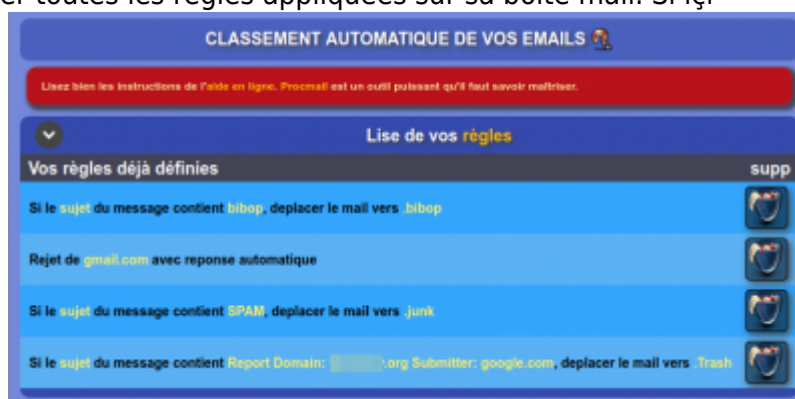 er toutes les règles appliquées sur sa boîte mail. Si içi
CLASSEMENT AUTOMATIQUE DE VOS EMAILS
Lisez bien les instructions de l'aide en ligne. Procmail est un outil puissant qu'il faut savoir maîtriser.
Lise de vos règles
Vos règles déjà définies supp
Si le sujet du message contient bibop, deplacer le mail vers .bibop
Rejet de gmail.com avec reponse automatique
Si le sujet du message contient SPAM, deplacer le mail vers .junk
Si le sujet du message contient Report Domain: .org Submitter: google.com, deplacer le mail vers .Trash